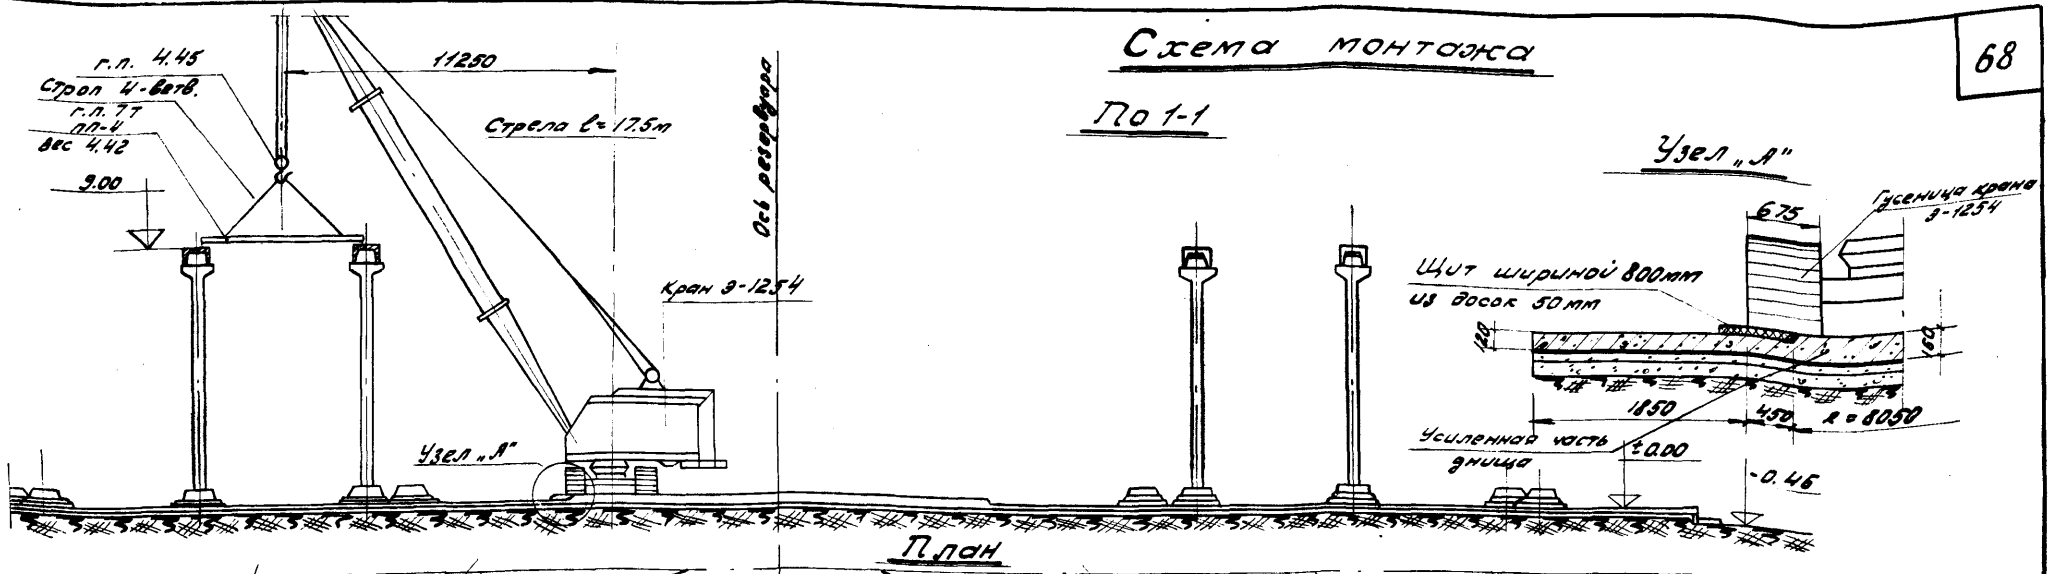 Схема монтажа
68
По 1-1
г.п. 4.45
Строп 4-ветв.
г.п. 7т
ПП-4
вес 4.42
9.00
11250
Стрела ℓ= 17.5м
Ось резервуара
Кран Э-1254
Узел „А"
Узел „А"
675
Гусеница крана
Э-1254
Щит шириной 800мм
из досок 50мм
120
160
1850
450
R = 8050
Усиленная часть
днища
±0.00
-0.46
План